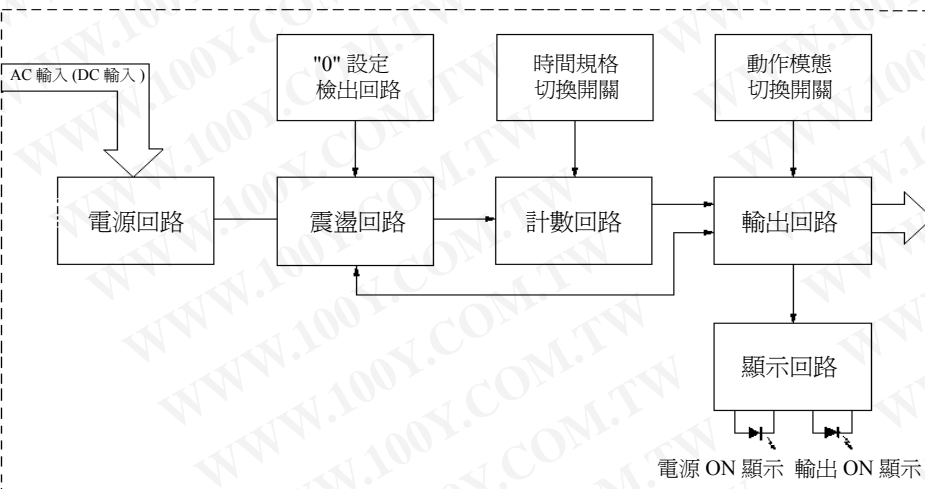 "0" 設定
檢出回路
時間規格
切換開關
動作模態
切換開關
AC 輸入 (DC 輸入 )
電源回路
震盪回路
計數回路
輸出回路
顯示回路
電源 ON 顯示 輸出 ON 顯示
WWW.100Y.COM.TW